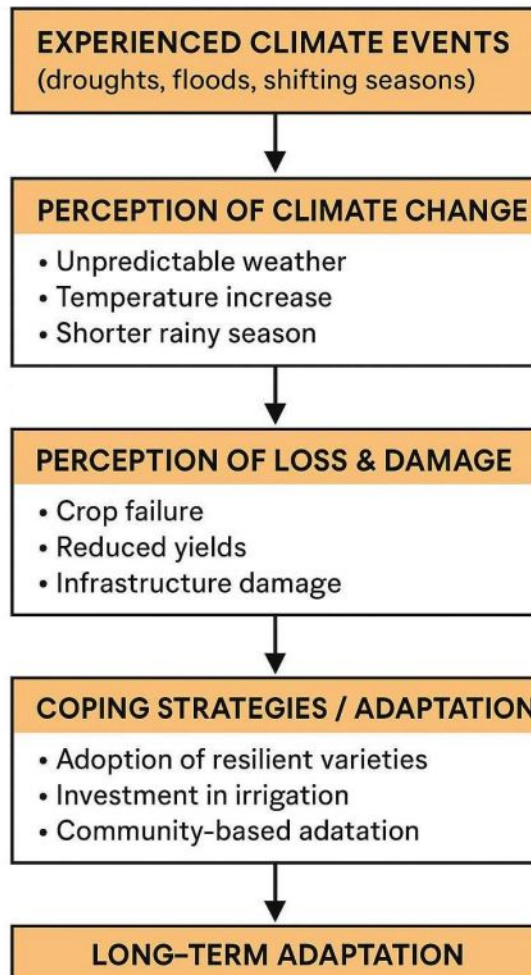 EXPERIENCED CLIMATE EVENTS
(droughts, floods, shifting seasons)
PERCEPTION OF CLIMATE CHANGE
• Unpredictable weather
• Temperature increase
• Shorter rainy season
PERCEPTION OF LOSS & DAMAGE
• Crop failure
• Reduced yields
• Infrastructure damage
COPING STRATEGIES / ADAPTATION
• Adoption of resilient varieties
• Investment in irrigation
• Community-based adatation
LONG-TERM ADAPTATION